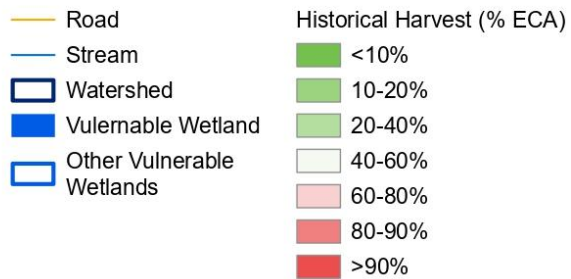 Road
Stream
Watershed
Vulernable Wetland
Other Vulnerable
Wetlands
Historical Harvest (% ECA)
<10%
10-20%
20-40%
40-60%
60-80%
80-90%
>90%